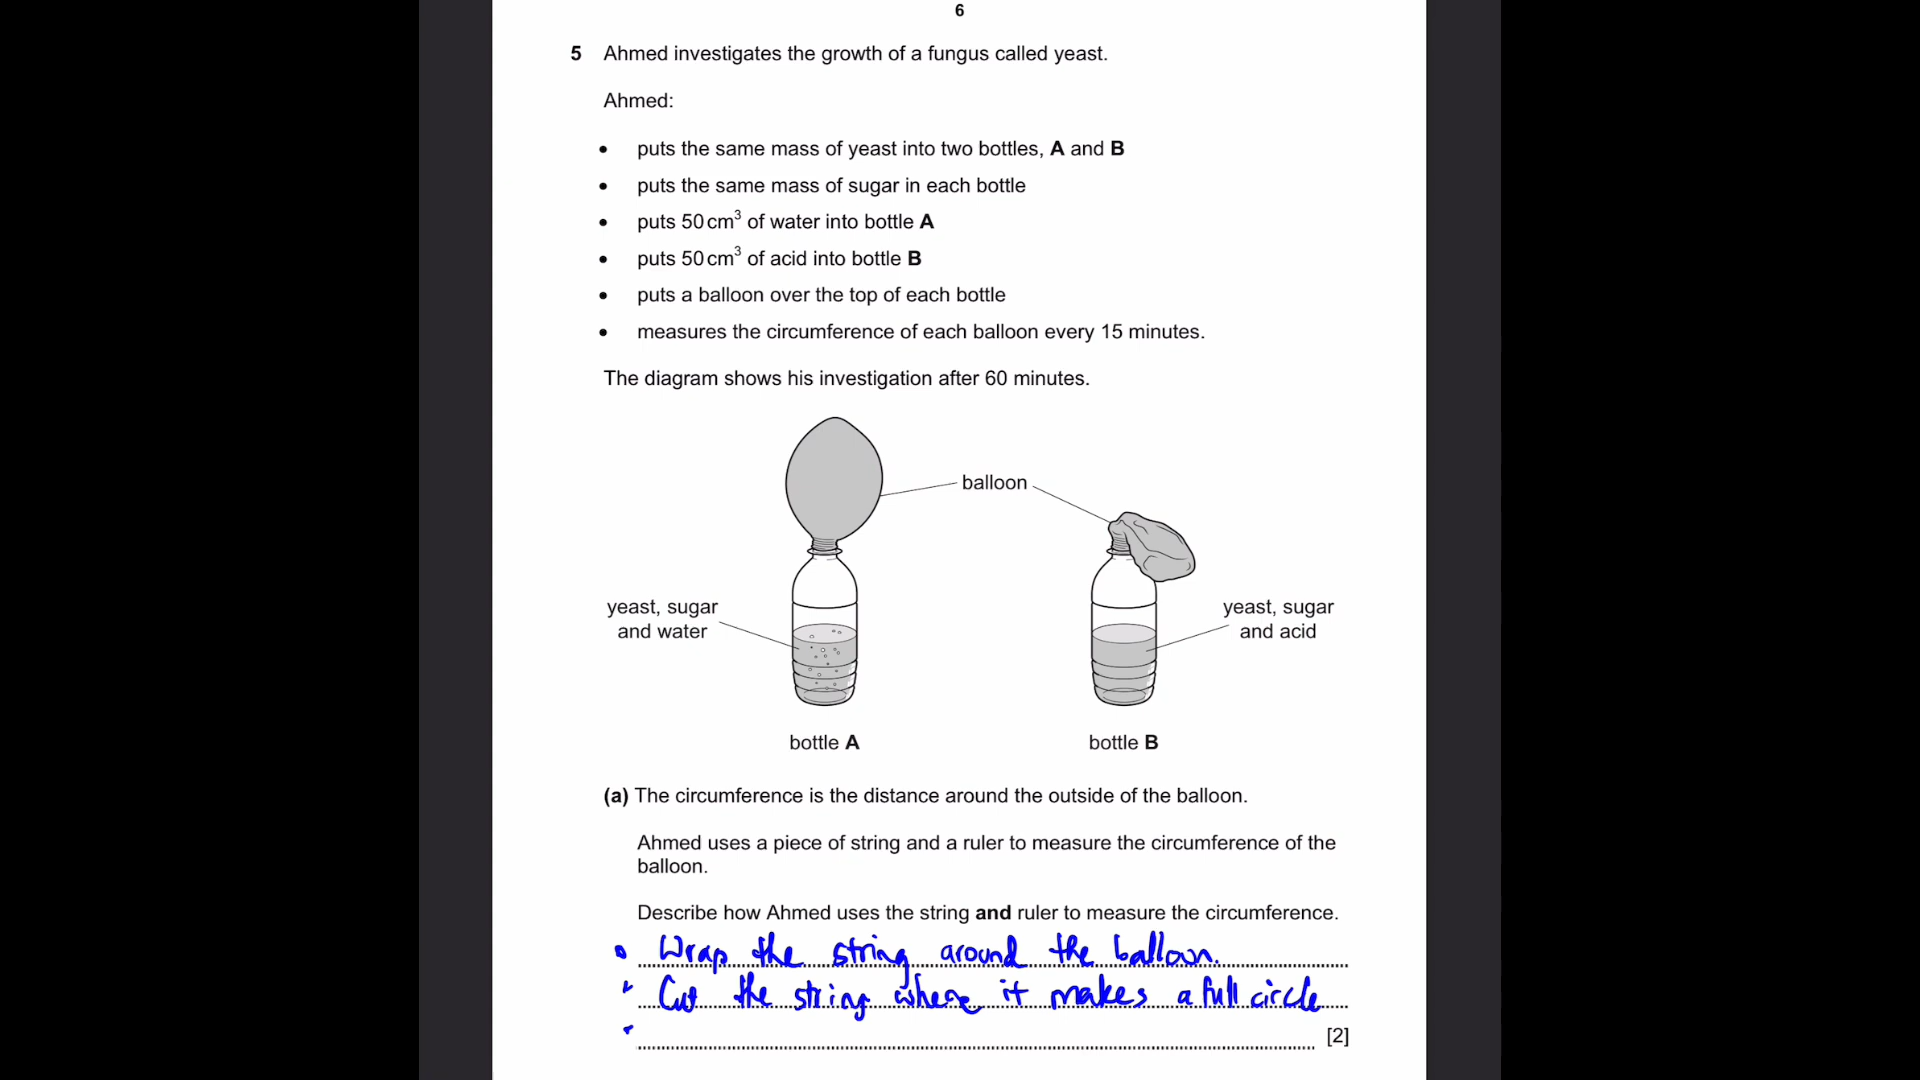 6
5 Ahmed investigates the growth of a fungus called yeast.
Ahmed:
• puts the same mass of yeast into two bottles, A and B
• puts the same mass of sugar in each bottle
• puts 50 cm³ of water into bottle A
• puts 50 cm³ of acid into bottle B
• puts a balloon over the top of each bottle
• measures the circumference of each balloon every 15 minutes.
The diagram shows his investigation after 60 minutes.
balloon
yeast, sugar
and water
yeast, sugar
and acid
bottle A
bottle B
(a) The circumference is the distance around the outside of the balloon.
Ahmed uses a piece of string and a ruler to measure the circumference of the
balloon.
Describe how Ahmed uses the string and ruler to measure the circumference.
• Wrap the string around the balloon.
• Cut the string where it makes a full circle
•
[2]